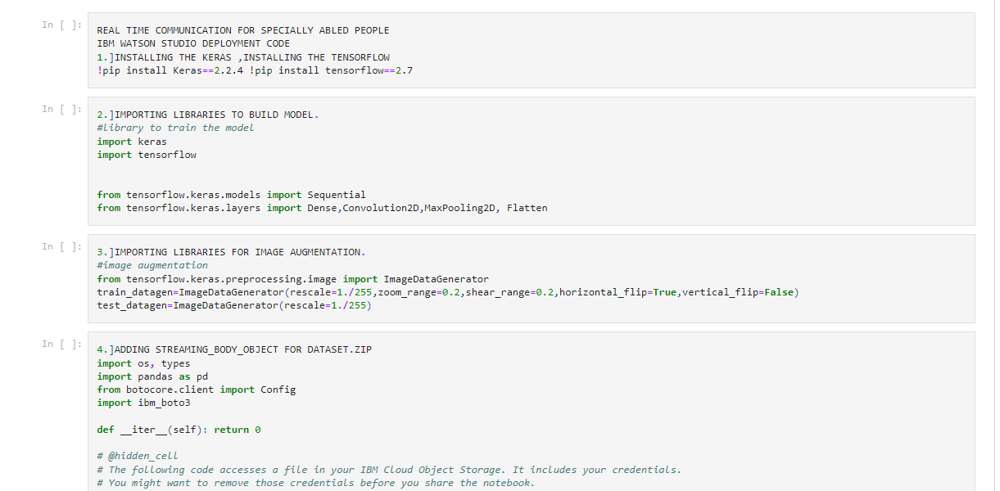 In [ ]:
REAL TIME COMMUNICATION FOR SPECIALLY ABLED PEOPLE
IBM WATSON STUDIO DEPLOYMENT CODE
1.]INSTALLING THE KERAS ,INSTALLING THE TENSORFLOW
!pip install Keras==2.2.4 !pip install tensorflow==2.7
In [ ]:
2.]IMPORTING LIBRARIES TO BUILD MODEL.
#library to train the model
import keras
import tensorflow
from tensorflow.keras.models import Sequential
from tensorflow.keras.layers import Dense,Convolution2D,MaxPooling2D, Flatten
In [ ]:
3.]IMPORTING LIBRARIES FOR IMAGE AUGMENTATION.
#image augmentation
from tensorflow.keras.preprocessing.image import ImageDataGenerator
train_datagen=ImageDataGenerator(rescale=1./255,zoom_range=0.2,shear_range=0.2,horizontal_flip=True,vertical_flip=False)
test_datagen=ImageDataGenerator(rescale=1./255)
In [ ]:
4.]ADDING STREAMING_BODY_OBJECT FOR DATASET.ZIP
import os, types
import pandas as pd
from botocore.client import Config
import ibm_boto3
def __iter__(self): return 0
# @hidden_cell
# The following code accesses a file in your IBM Cloud Object Storage. It includes your credentials.
# You might want to remove those credentials before you share the notebook.